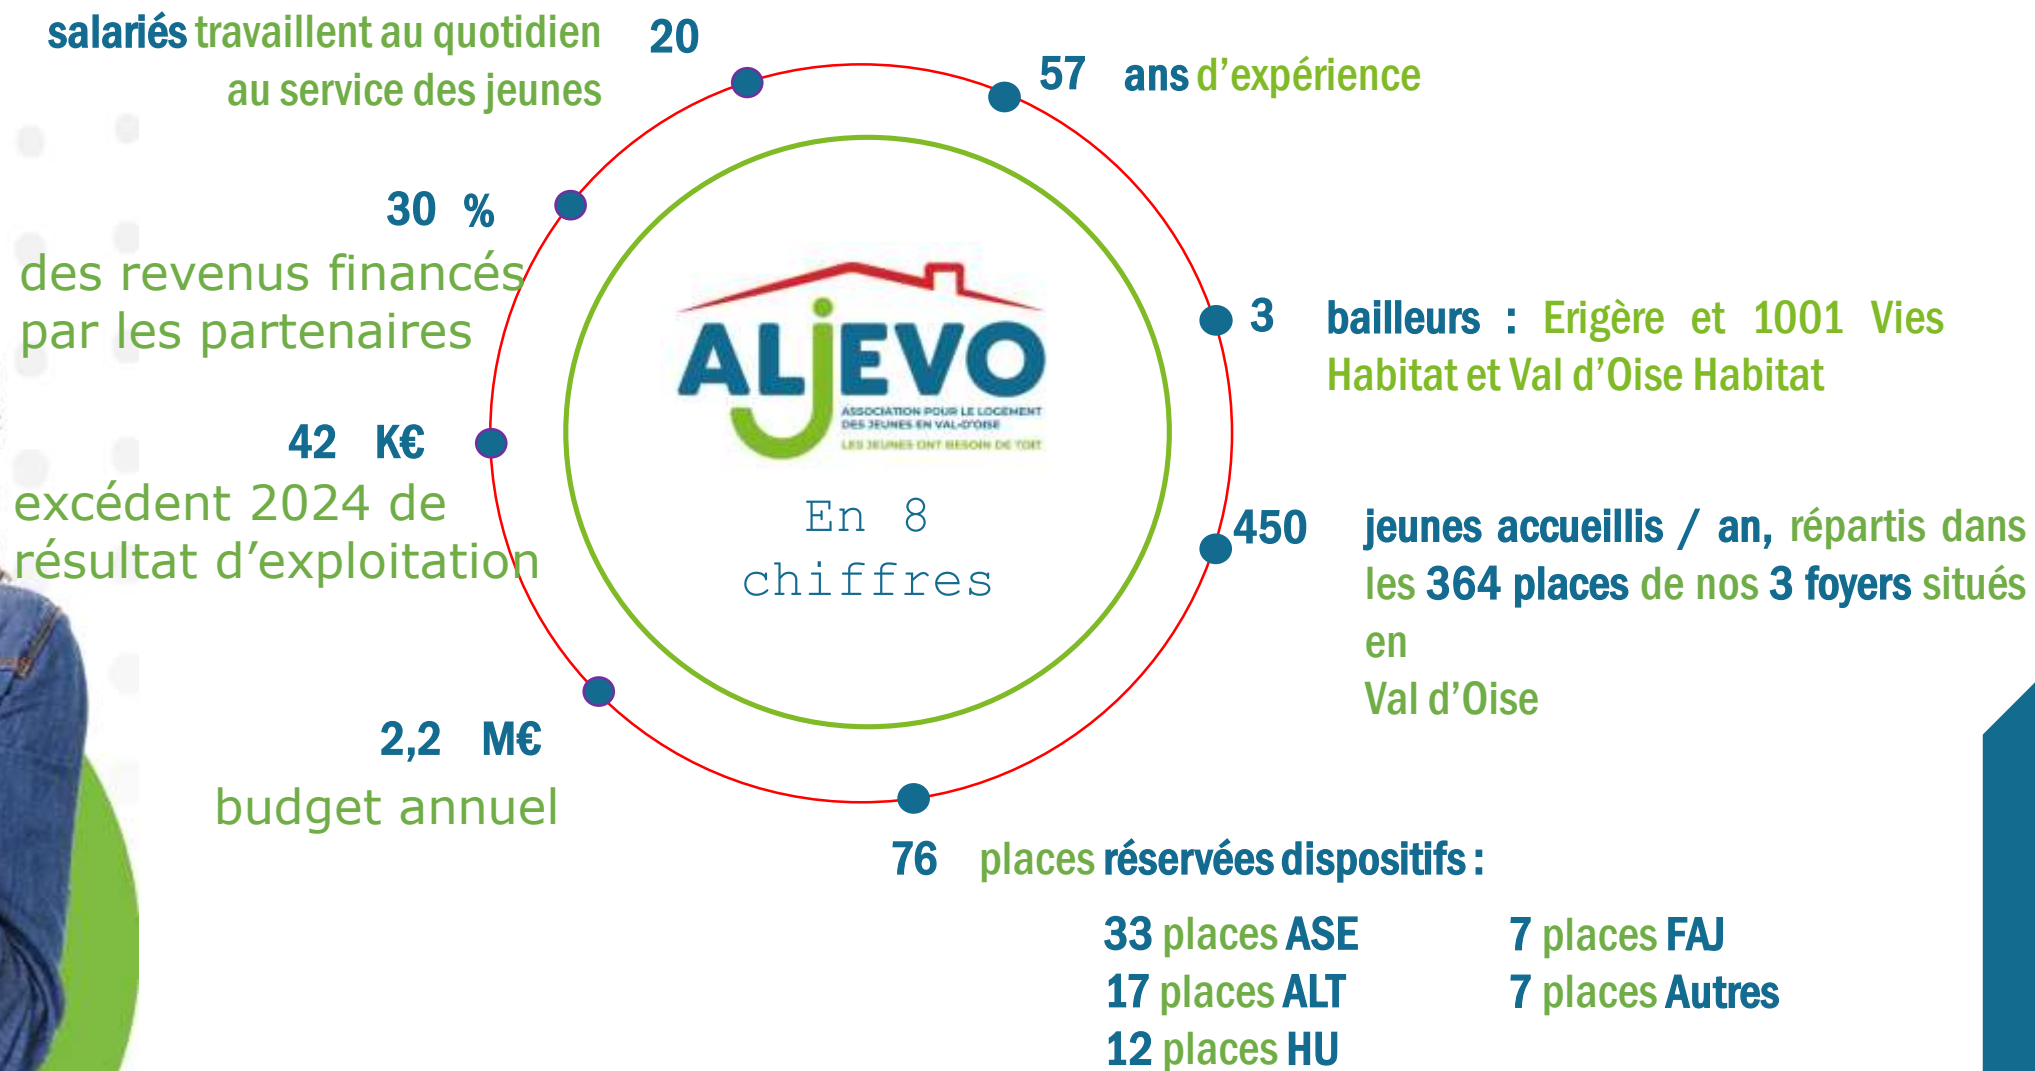 salariés travaillent au quotidien 20
au service des jeunes
57 ans d'expérience
30 %
des revenus financés
par les partenaires
3 bailleurs : Erigère et 1001 Vies
Habitat et Val d'Oise Habitat
ALJEVO
ASSOCIATION POUR LE LOGEMENT
DES JEUNES EN VAL-D'OISE
LES JEUNES ONT BESOIN DE TOIT
En 8
chiffres
42 K€
excédent 2024 de
résultat d'exploitation
450 jeunes accueillis / an, répartis dans
les 364 places de nos 3 foyers situés
en
Val d'Oise
2,2 M€
budget annuel
76 places réservées dispositifs :
33 places ASE
17 places ALT
12 places HU
7 places FAJ
7 places Autres